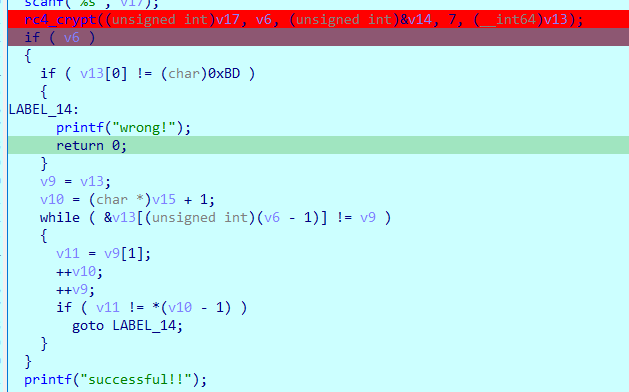 scanf("%s", v17);
rc4_crypt((unsigned int)v17, v6, (unsigned int)&v14, 7, (__int64)v13);
if ( v6 )
{
if ( v13[0] != (char)0xBD )
{
LABEL_14:
printf("wrong!");
return 0;
}
v9 = v13;
v10 = (char *)v15 + 1;
while ( &v13[(unsigned int)(v6 - 1)] != v9 )
{
v11 = v9[1];
++v10;
++v9;
if ( v11 != *(v10 - 1) )
goto LABEL_14;
}
}
printf("successful!!");